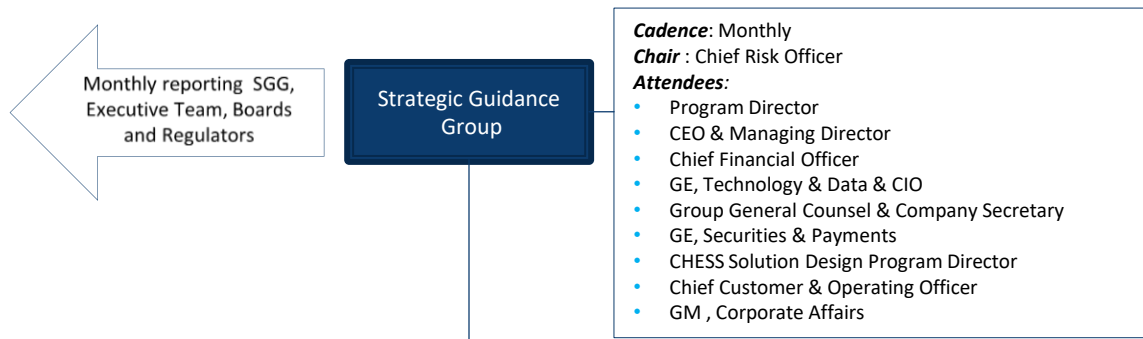 Monthly reporting SGG,
Executive Team, Boards
and Regulators
Strategic Guidance
Group
Cadence: Monthly
Chair : Chief Risk Officer
Attendees:
• Program Director
• CEO & Managing Director
• Chief Financial Officer
• GE, Technology & Data & CIO
• Group General Counsel & Company Secretary
• GE, Securities & Payments
• CHESS Solution Design Program Director
• Chief Customer & Operating Officer
• GM , Corporate Affairs